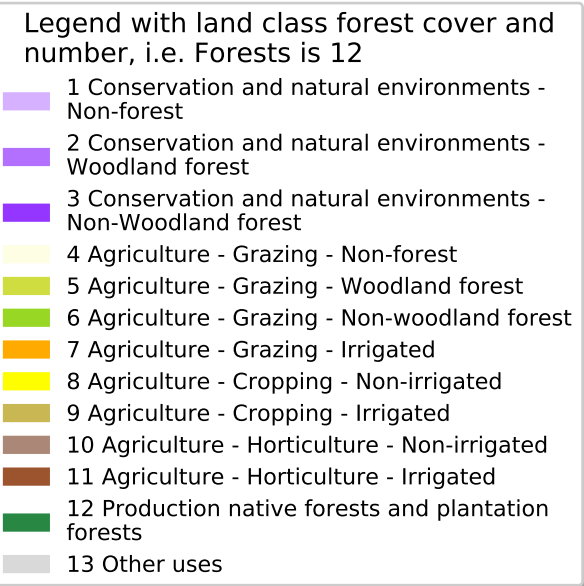 Legend with land class forest cover and
number, i.e. Forests is 12
1 Conservation and natural environments -
Non-forest
2 Conservation and natural environments -
Woodland forest
3 Conservation and natural environments -
Non-Woodland forest
4 Agriculture - Grazing - Non-forest
5 Agriculture - Grazing - Woodland forest
6 Agriculture - Grazing - Non-woodland forest
7 Agriculture - Grazing - Irrigated
8 Agriculture - Cropping - Non-irrigated
9 Agriculture - Cropping - Irrigated
10 Agriculture - Horticulture - Non-irrigated
11 Agriculture - Horticulture - Irrigated
12 Production native forests and plantation
forests
13 Other uses